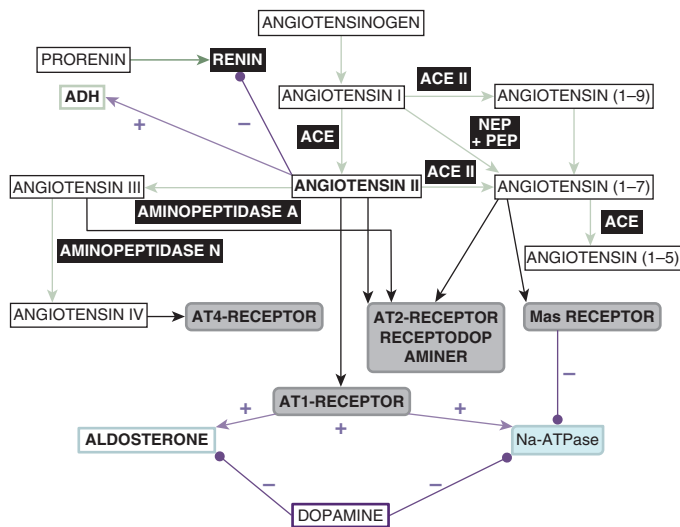 ANGIOTENSINOGEN
PRORENIN
RENIN
ACE II
ADH
ANGIOTENSIN I
ANGIOTENSIN (1–9)
+
–
ACE
NEP
+ PEP
ANGIOTENSIN III
ANGIOTENSIN II
ACE II
ANGIOTENSIN (1–7)
AMINOPEPTIDASE A
ACE
AMINOPEPTIDASE N
ANGIOTENSIN (1–5)
ANGIOTENSIN IV
AT4-RECEPTOR
AT2-RECEPTOR
RECEPTODOP
AMINER
Mas RECEPTOR
–
AT1-RECEPTOR
+
+
+
ALDOSTERONE
Na-ATPase
–
–
DOPAMINE